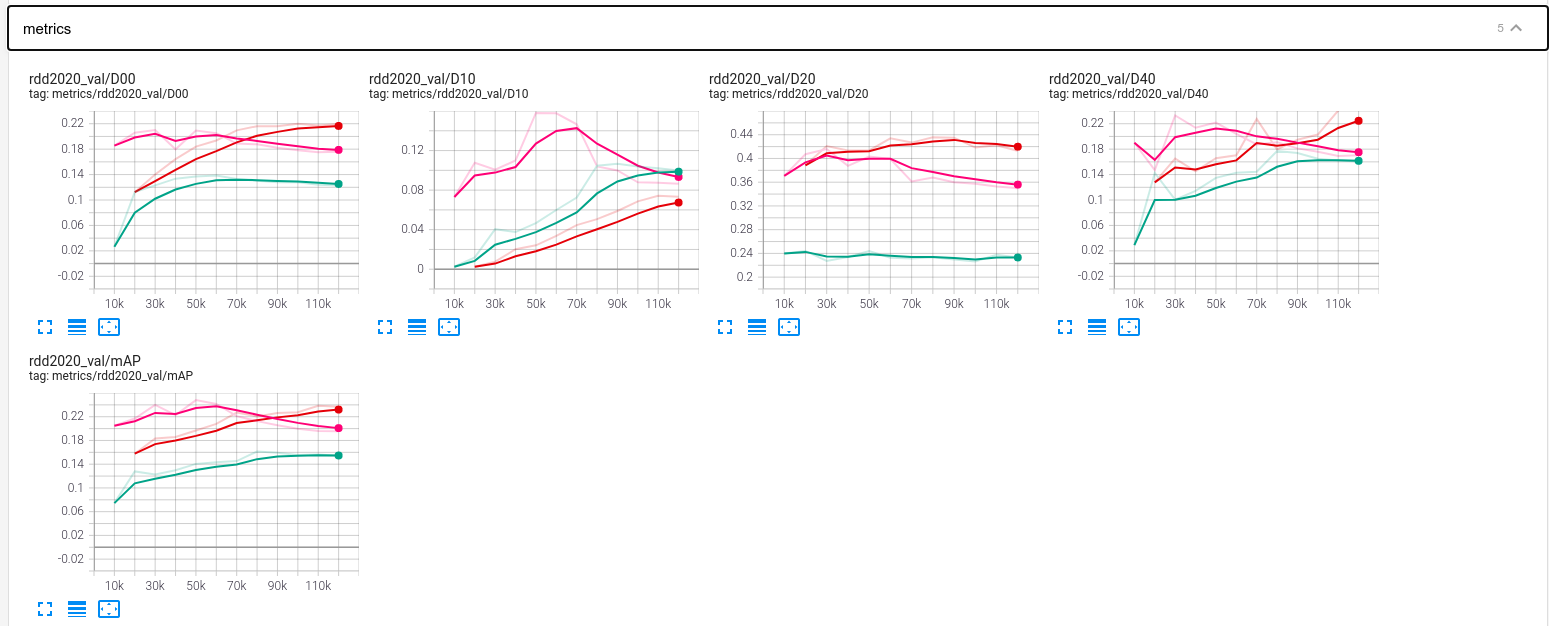 metrics
5
rdd2020_val/D00
tag: metrics/rdd2020_val/D00
0.22
0.18
0.14
0.1
0.06
0.02
-0.02
10k 30k 50k 70k 90k 110k
rdd2020_val/D10
tag: metrics/rdd2020_val/D10
0.12
0.08
0.04
0
10k 30k 50k 70k 90k 110k
rdd2020_val/D20
tag: metrics/rdd2020_val/D20
0.44
0.4
0.36
0.32
0.28
0.24
0.2
10k 30k 50k 70k 90k 110k
rdd2020_val/D40
tag: metrics/rdd2020_val/D40
0.22
0.18
0.14
0.1
0.06
0.02
-0.02
10k 30k 50k 70k 90k 110k
rdd2020_val/mAP
tag: metrics/rdd2020_val/mAP
0.22
0.18
0.14
0.1
0.06
0.02
-0.02
10k 30k 50k 70k 90k 110k